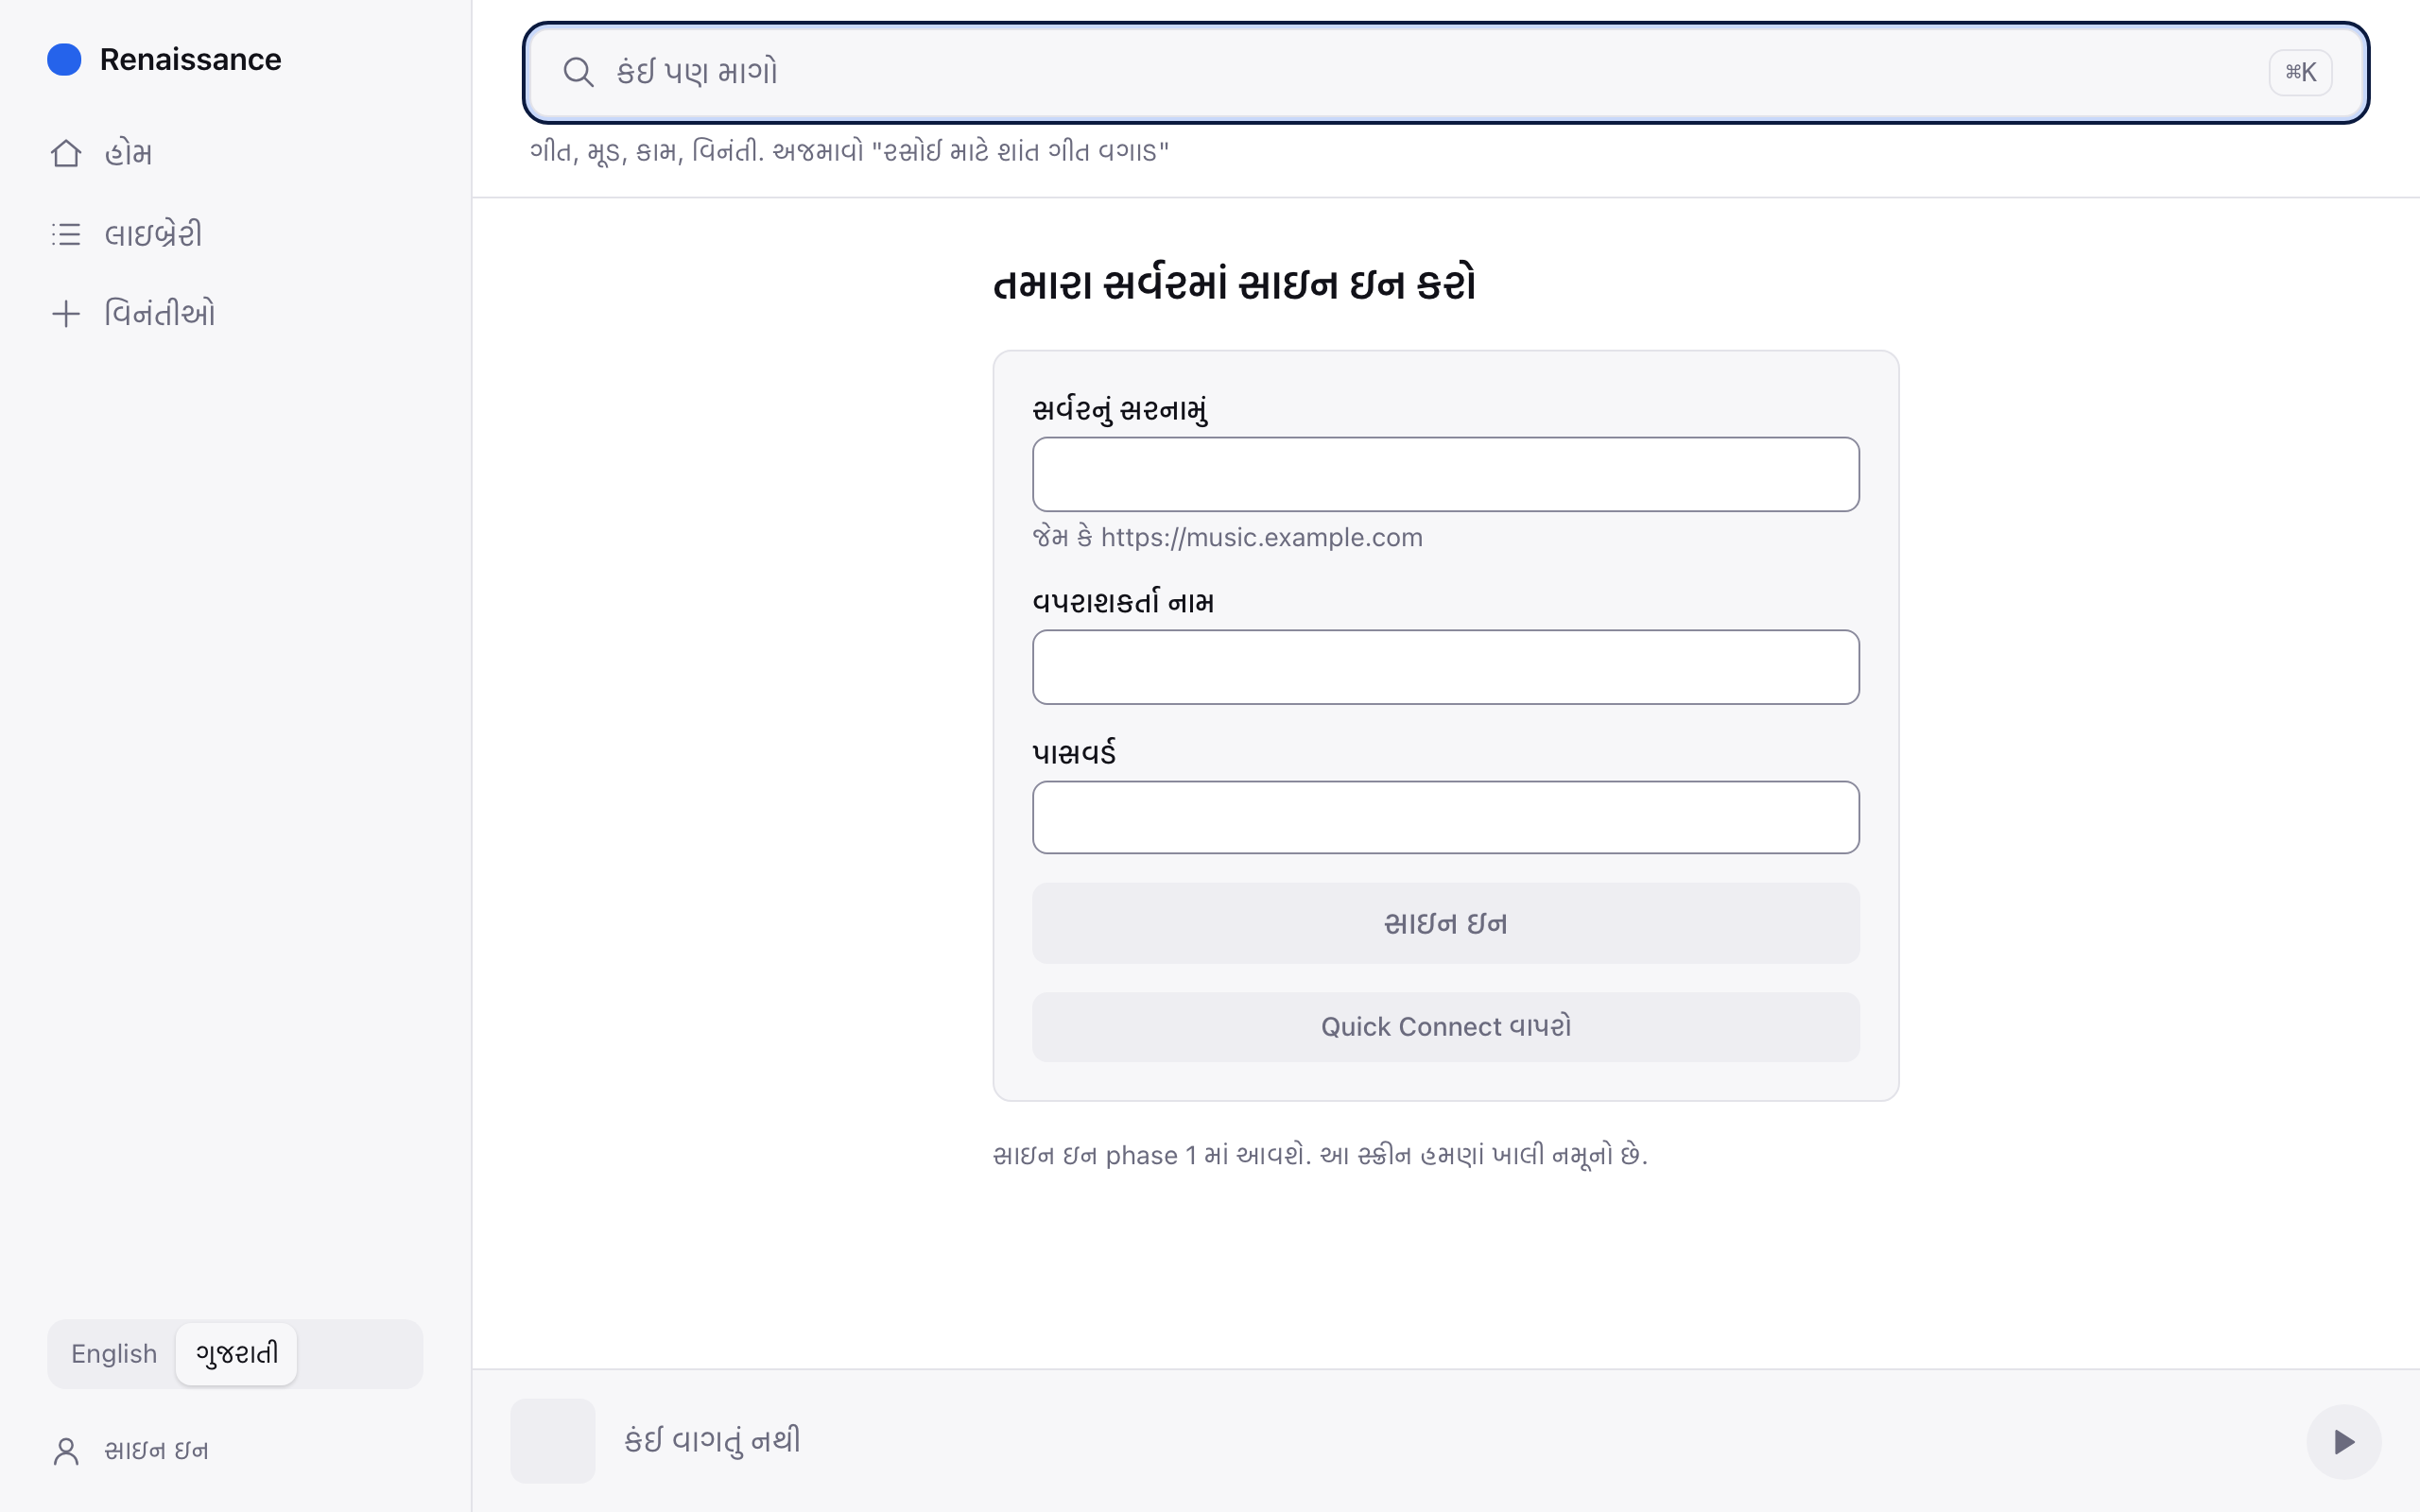 Renaissance
હોમ
લાઇબ્રેરી
વિનંતીઓ
English
ગુજરાતી
સાઇન ઇન
કંઈ પણ માગો
⌘K
ગીત, મૂડ, કામ, વિનંતી. અજમાવો "રસોઈ માટે શાંત ગીત વગાડ"
તમારા સર્વરમાં સાઇન ઇન કરો
સર્વરનું સરનામું
જેમ કે https://music.example.com
વપરાશકર્તા નામ
પાસવર્ડ
સાઇન ઇન
Quick Connect વાપરો
સાઇન ઇન phase 1 માં આવશે. આ સ્ક્રીન હમણાં ખાલી નમૂનો છે.
કંઈ વાગતું નથી